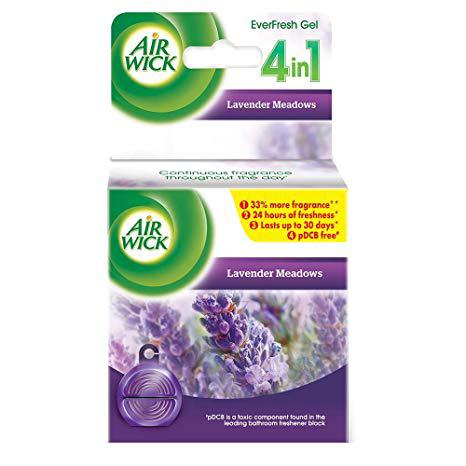 EverFresh Gel
AIR
WICK
4in1
Lavender Meadows
Continuous fragrance
throughout the day*
1 33% more fragrance**
2 24 hours of freshness*
3 Lasts up to 30 days*
4 pDCB free#
AIR
WICK
Lavender Meadows
*pDCB is a toxic component found in the
leading bathroom freshener block